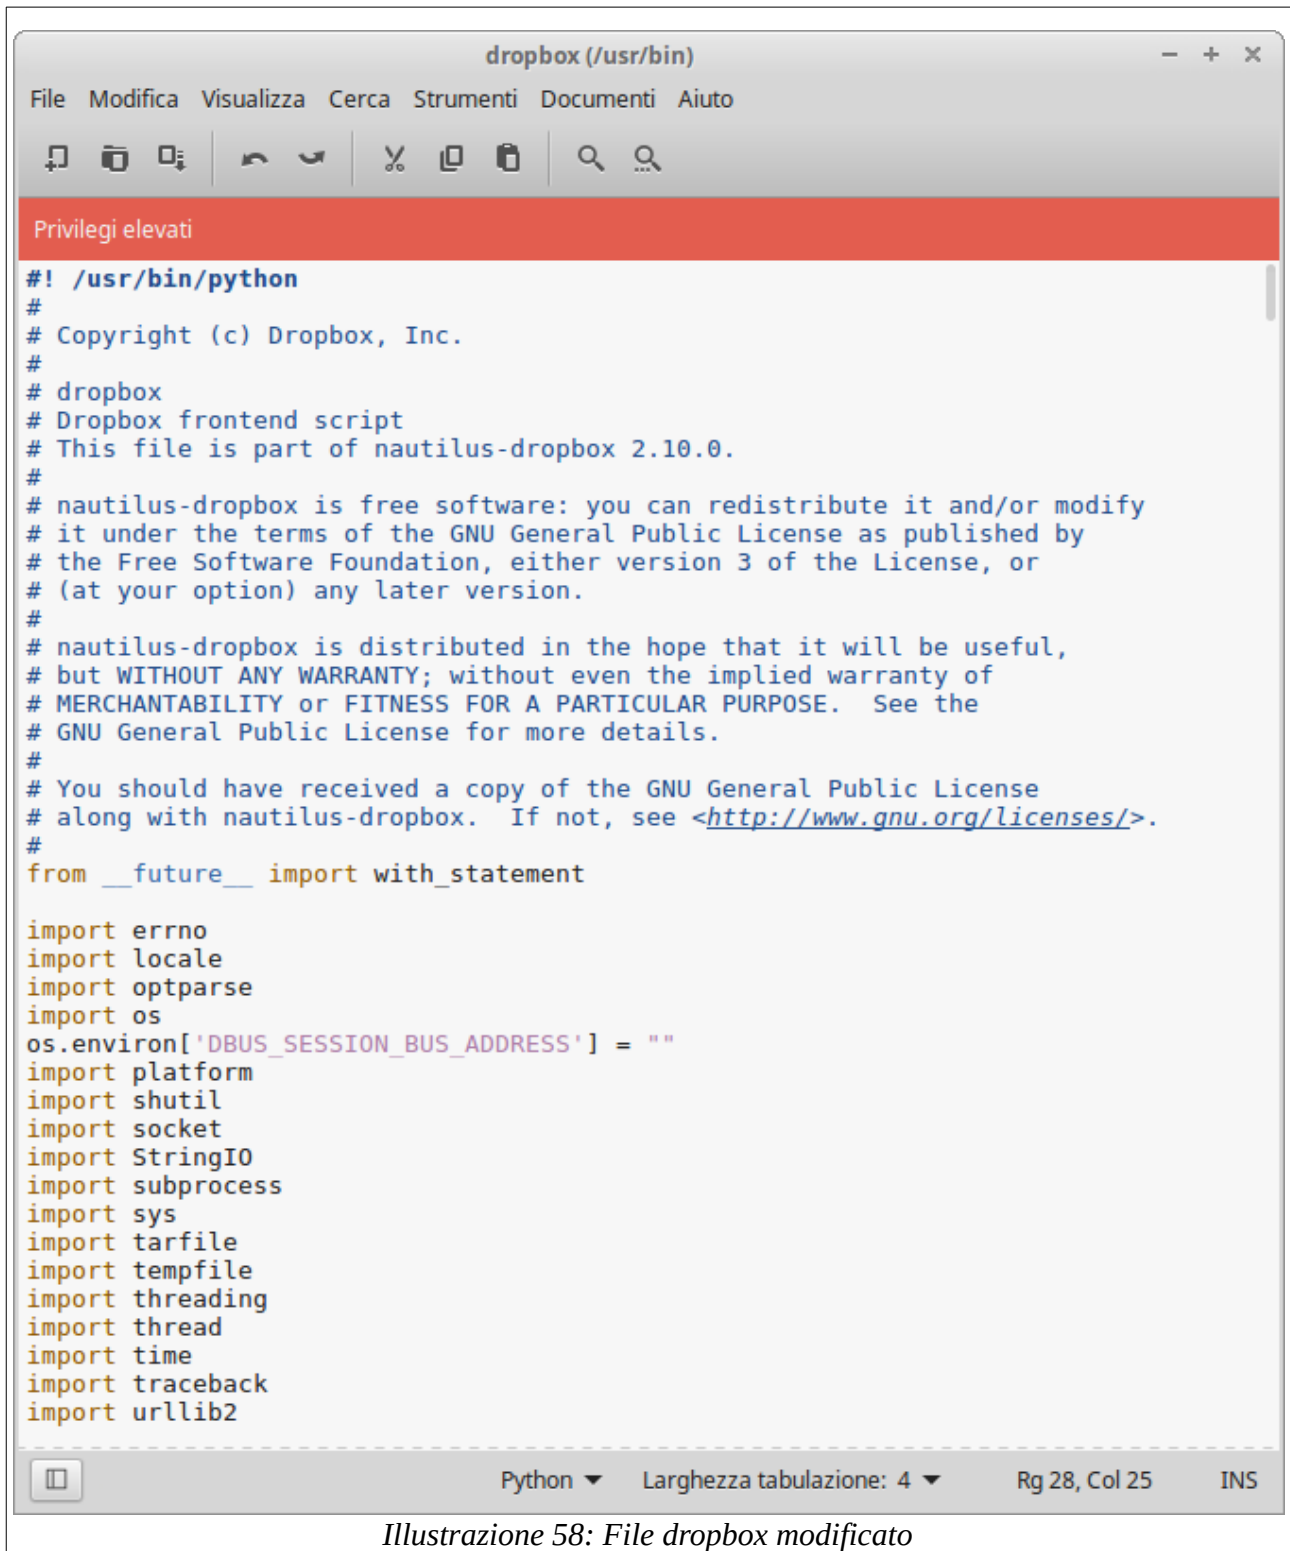 dropbox (/usr/bin)
File Modifica Visualizza Cerca Strumenti Documenti Aiuto
Privilegi elevati
#! /usr/bin/python
#
# Copyright (c) Dropbox, Inc.
#
# dropbox
# Dropbox frontend script
# This file is part of nautilus-dropbox 2.10.0.
#
# nautilus-dropbox is free software: you can redistribute it and/or modify
# it under the terms of the GNU General Public License as published by
# the Free Software Foundation, either version 3 of the License, or
# (at your option) any later version.
#
# nautilus-dropbox is distributed in the hope that it will be useful,
# but WITHOUT ANY WARRANTY; without even the implied warranty of
# MERCHANTABILITY or FITNESS FOR A PARTICULAR PURPOSE.  See the
# GNU General Public License for more details.
#
# You should have received a copy of the GNU General Public License
# along with nautilus-dropbox.  If not, see <http://www.gnu.org/licenses/>.
#
from __future__ import with_statement

import errno
import locale
import optparse
import os
os.environ['DBUS_SESSION_BUS_ADDRESS'] = ""
import platform
import shutil
import socket
import StringIO
import subprocess
import sys
import tarfile
import tempfile
import threading
import thread
import time
import traceback
import urllib2
Python Larghezza tabulazione: 4 Rg 28, Col 25 INS
Illustrazione 58: File dropbox modificato